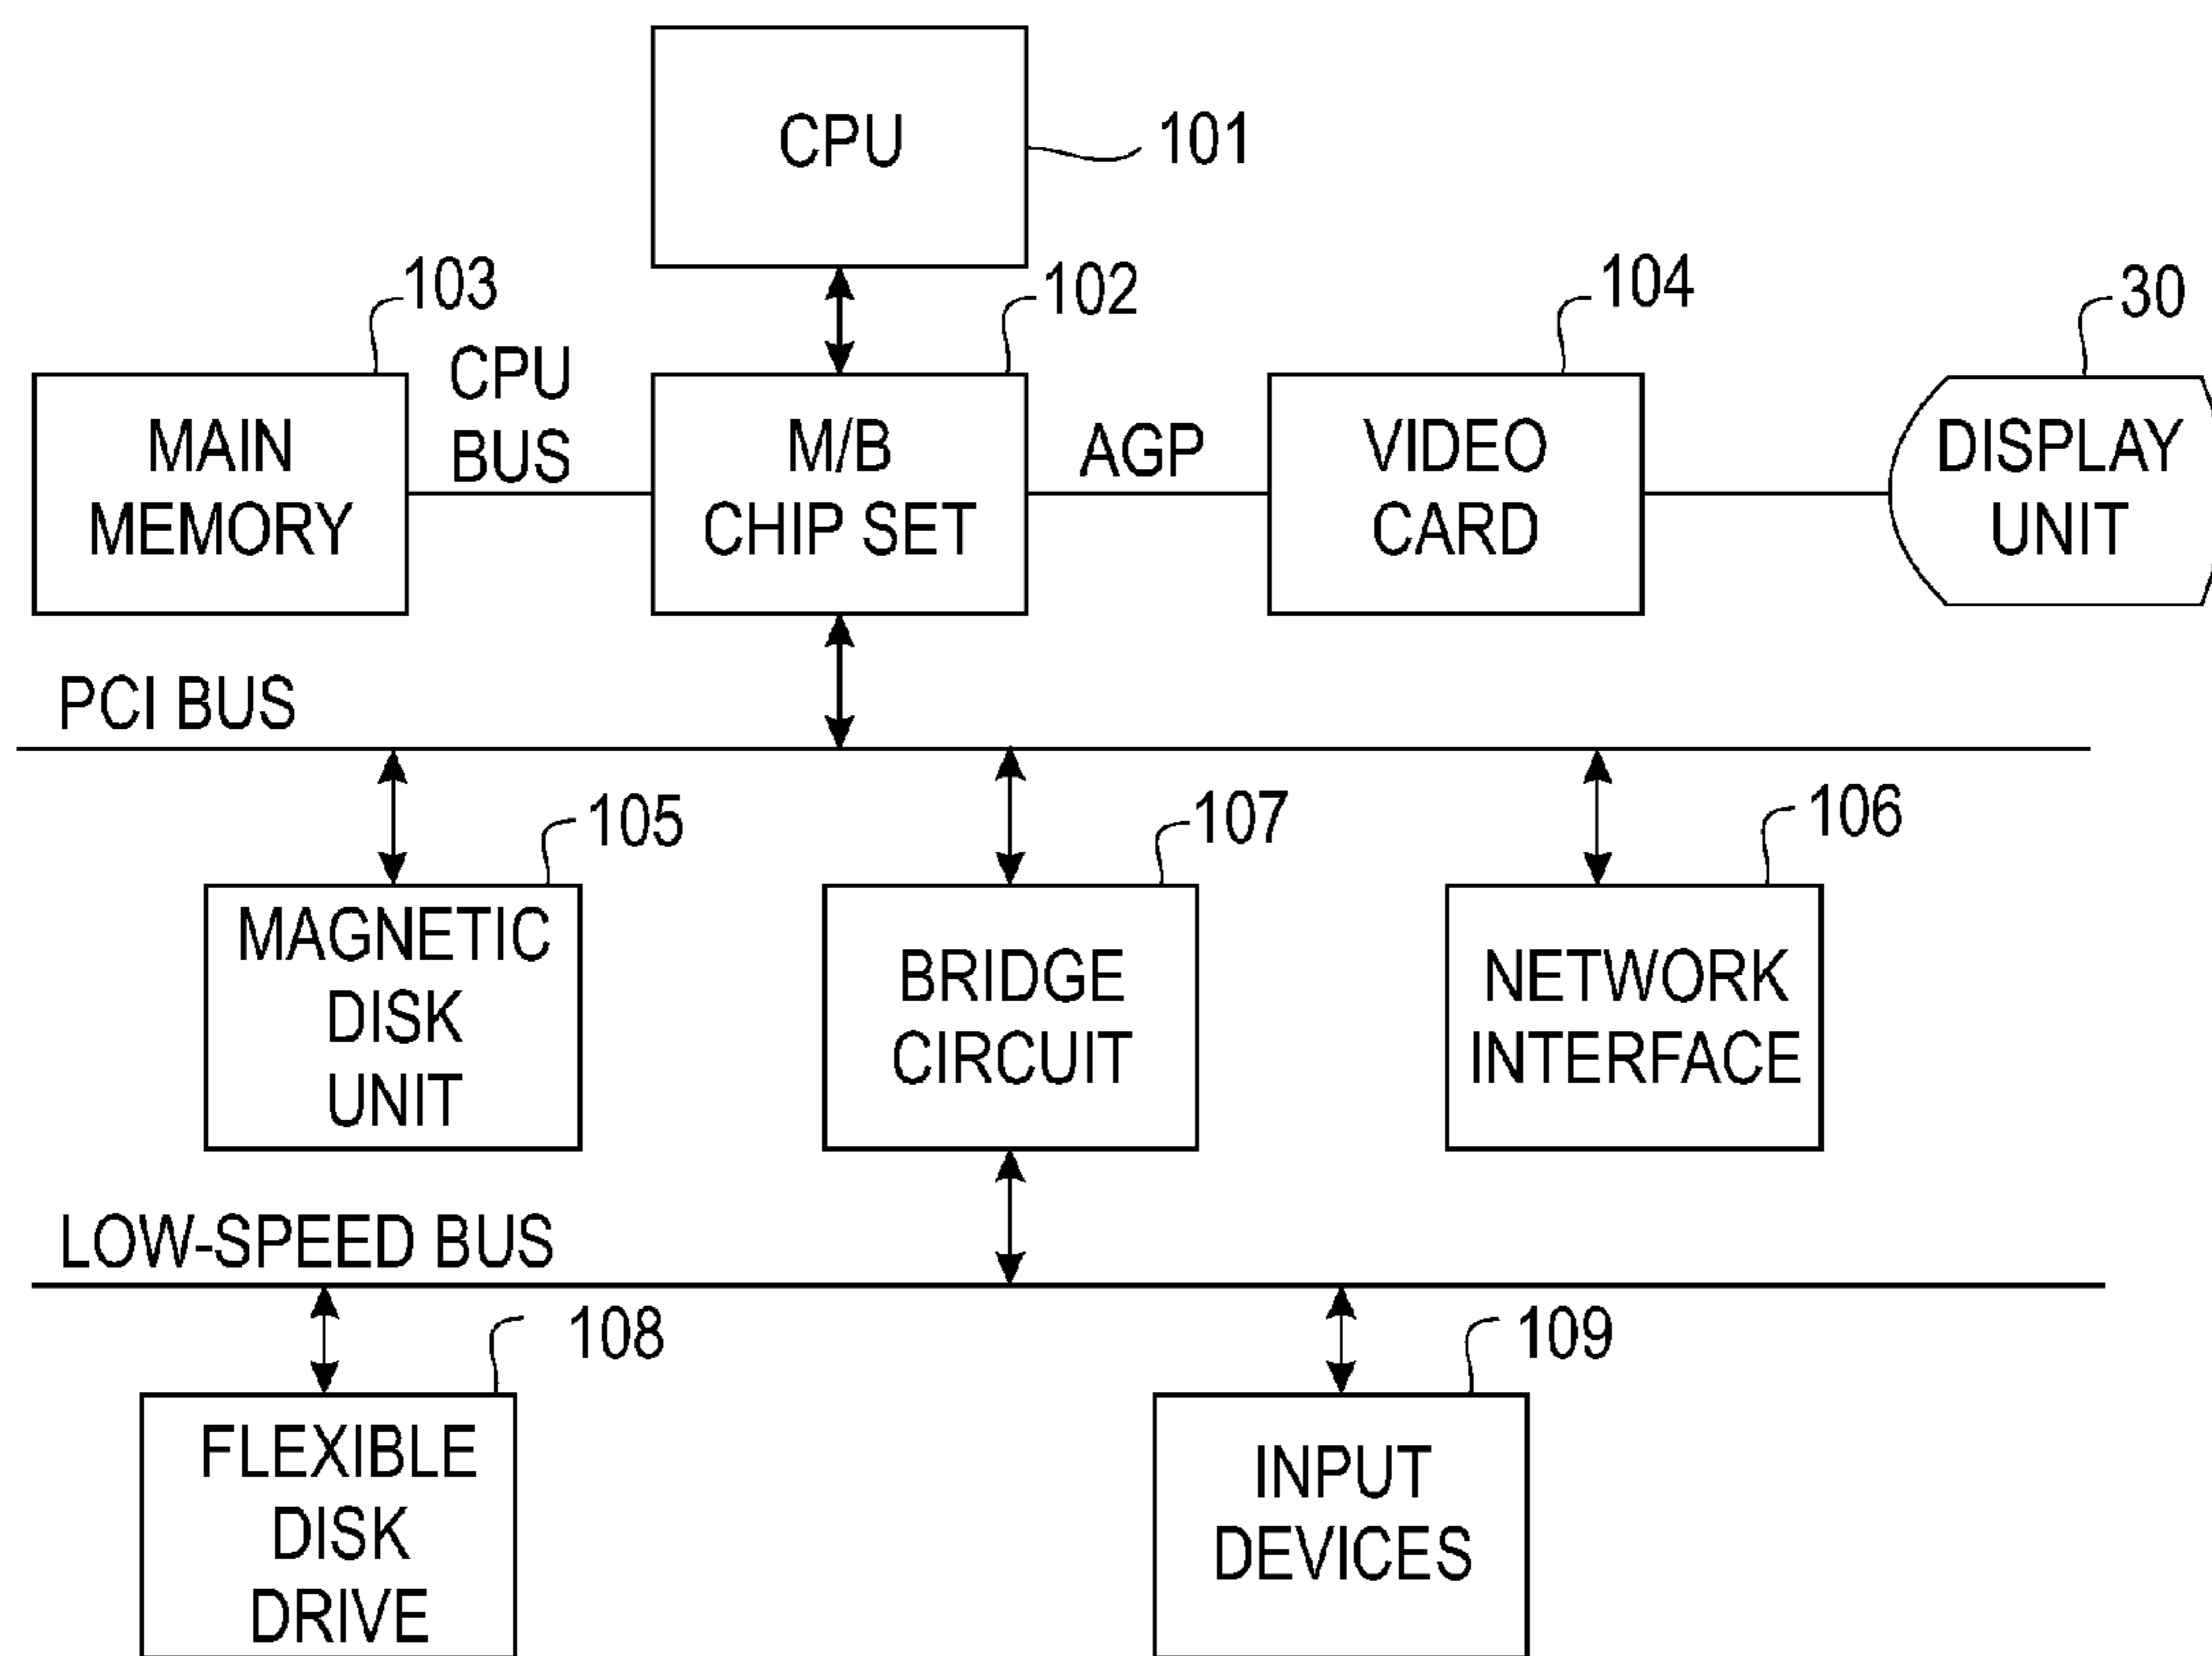 CPU
101
103
102
104
30
CPU
BUS
MAIN
MEMORY
M/B
CHIP SET
AGP
VIDEO
CARD
DISPLAY
UNIT
PCI BUS
105
107
106
MAGNETIC
DISK
UNIT
BRIDGE
CIRCUIT
NETWORK
INTERFACE
LOW-SPEED BUS
108
109
FLEXIBLE
DISK
DRIVE
INPUT
DEVICES